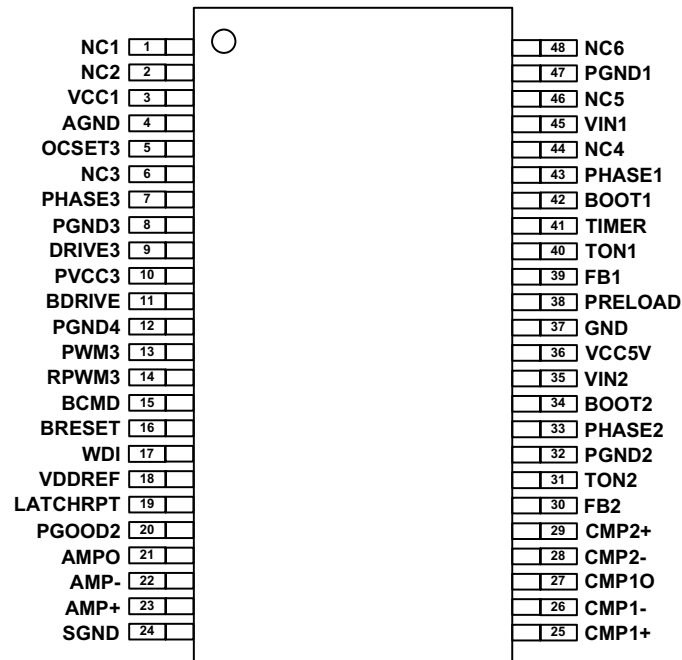 NC1 1
NC2 2
VCC1 3
AGND 4
OCSET3 5
NC3 6
PHASE3 7
PGND3 8
DRIVE3 9
PVCC3 10
BDRIVE 11
PGND4 12
PWM3 13
RPWM3 14
BCMD 15
BRESET 16
WDI 17
VDDREF 18
LATCHRPT 19
PGOOD2 20
AMPO 21
AMP- 22
AMP+ 23
SGND 24
48 NC6
47 PGND1
46 NC5
45 VIN1
44 NC4
43 PHASE1
42 BOOT1
41 TIMER
40 TON1
39 FB1
38 PRELOAD
37 GND
36 VCC5V
35 VIN2
34 BOOT2
33 PHASE2
32 PGND2
31 TON2
30 FB2
29 CMP2+
28 CMP2-
27 CMP1O
26 CMP1-
25 CMP1+